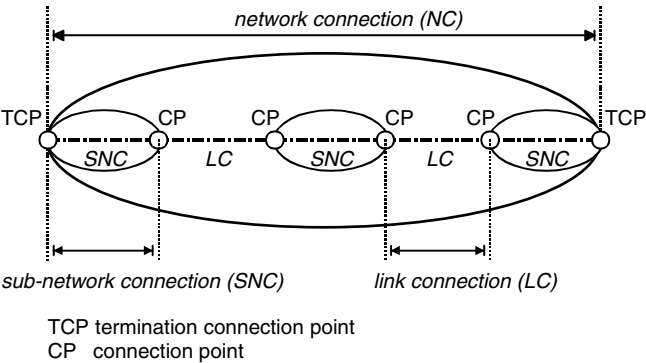 network connection (NC)
TCP CP CP CP CP TCP
SNC LC SNC LC SNC
sub-network connection (SNC) link connection (LC)
TCP termination connection point
CP connection point